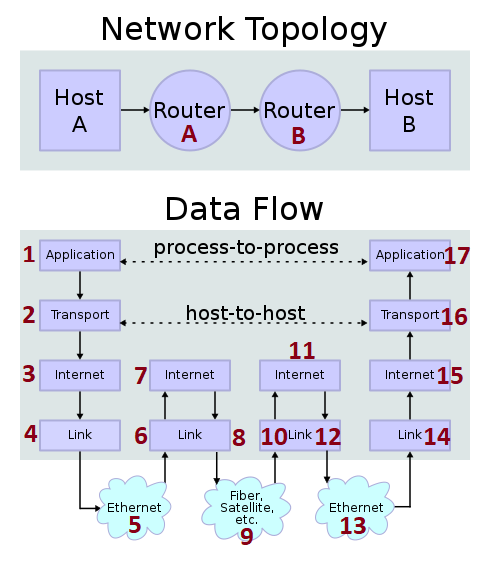 Network Topology
Host
A
Router
A
Router
B
Host
B
Data Flow
1 Application process-to-process Application 17
2 Transport host-to-host Transport 16
11
3 Internet 7 Internet Internet Internet 15
4 Link 6 Link 8 10 Link 12 Link 14
Ethernet
5
Fiber,
Satellite,
etc.
9
Ethernet
13